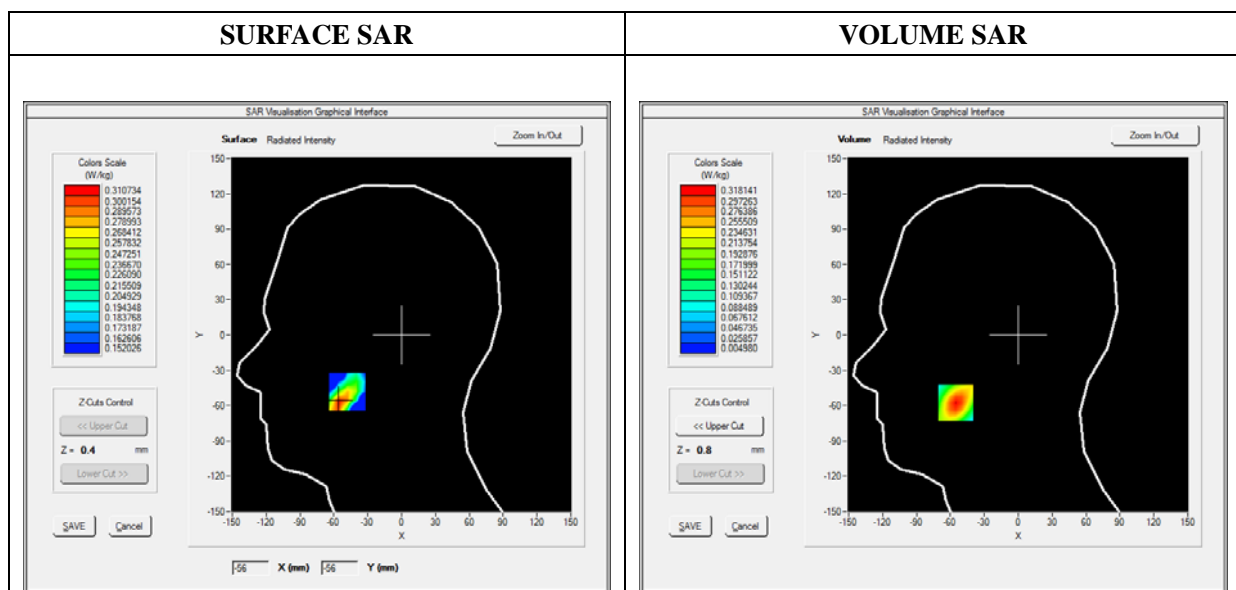 SURFACE SAR
VOLUME SAR
SAR Visualisation Graphical Interface
Surface Radiated Intensity
Zoom In/Out
Colors Scale
(W/kg)
0.310734
0.300154
0.289573
0.278993
0.268412
0.257832
0.247251
0.236670
0.226090
0.215509
0.204929
0.194348
0.183768
0.173187
0.162606
0.152026
Z-Cuts Control
<< Upper Cut
Z = 0.4 mm
Lower Cut >>
SAVE Cancel
150
120
90
60
30
0
-30
-60
-90
-120
-150
Y
-150 -120 -90 -60 -30 0 30 60 90 120 150
X
-56 X (mm) -56 Y (mm)
SAR Visualisation Graphical Interface
Volume Radiated Intensity
Zoom In/Out
Colors Scale
(W/kg)
0.318141
0.297263
0.276386
0.255509
0.234631
0.213754
0.192876
0.171999
0.151122
0.130244
0.109367
0.088489
0.067612
0.046735
0.025857
0.004980
Z-Cuts Control
<< Upper Cut
Z = 0.8 mm
Lower Cut >>
SAVE Cancel
150
120
90
60
30
0
-30
-60
-90
-120
-150
Y
-150 -120 -90 -60 -30 0 30 60 90 120 150
X